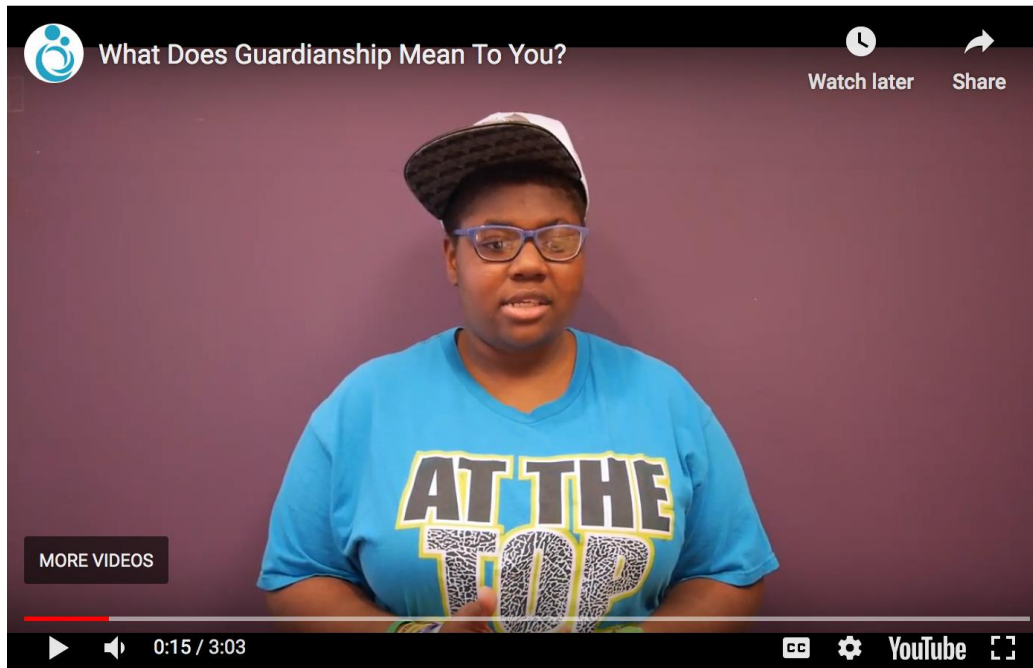 What Does Guardianship Mean To You?
Watch later
Share
AT THE
TOP
MORE VIDEOS
0:15 / 3:03
CC
YouTube